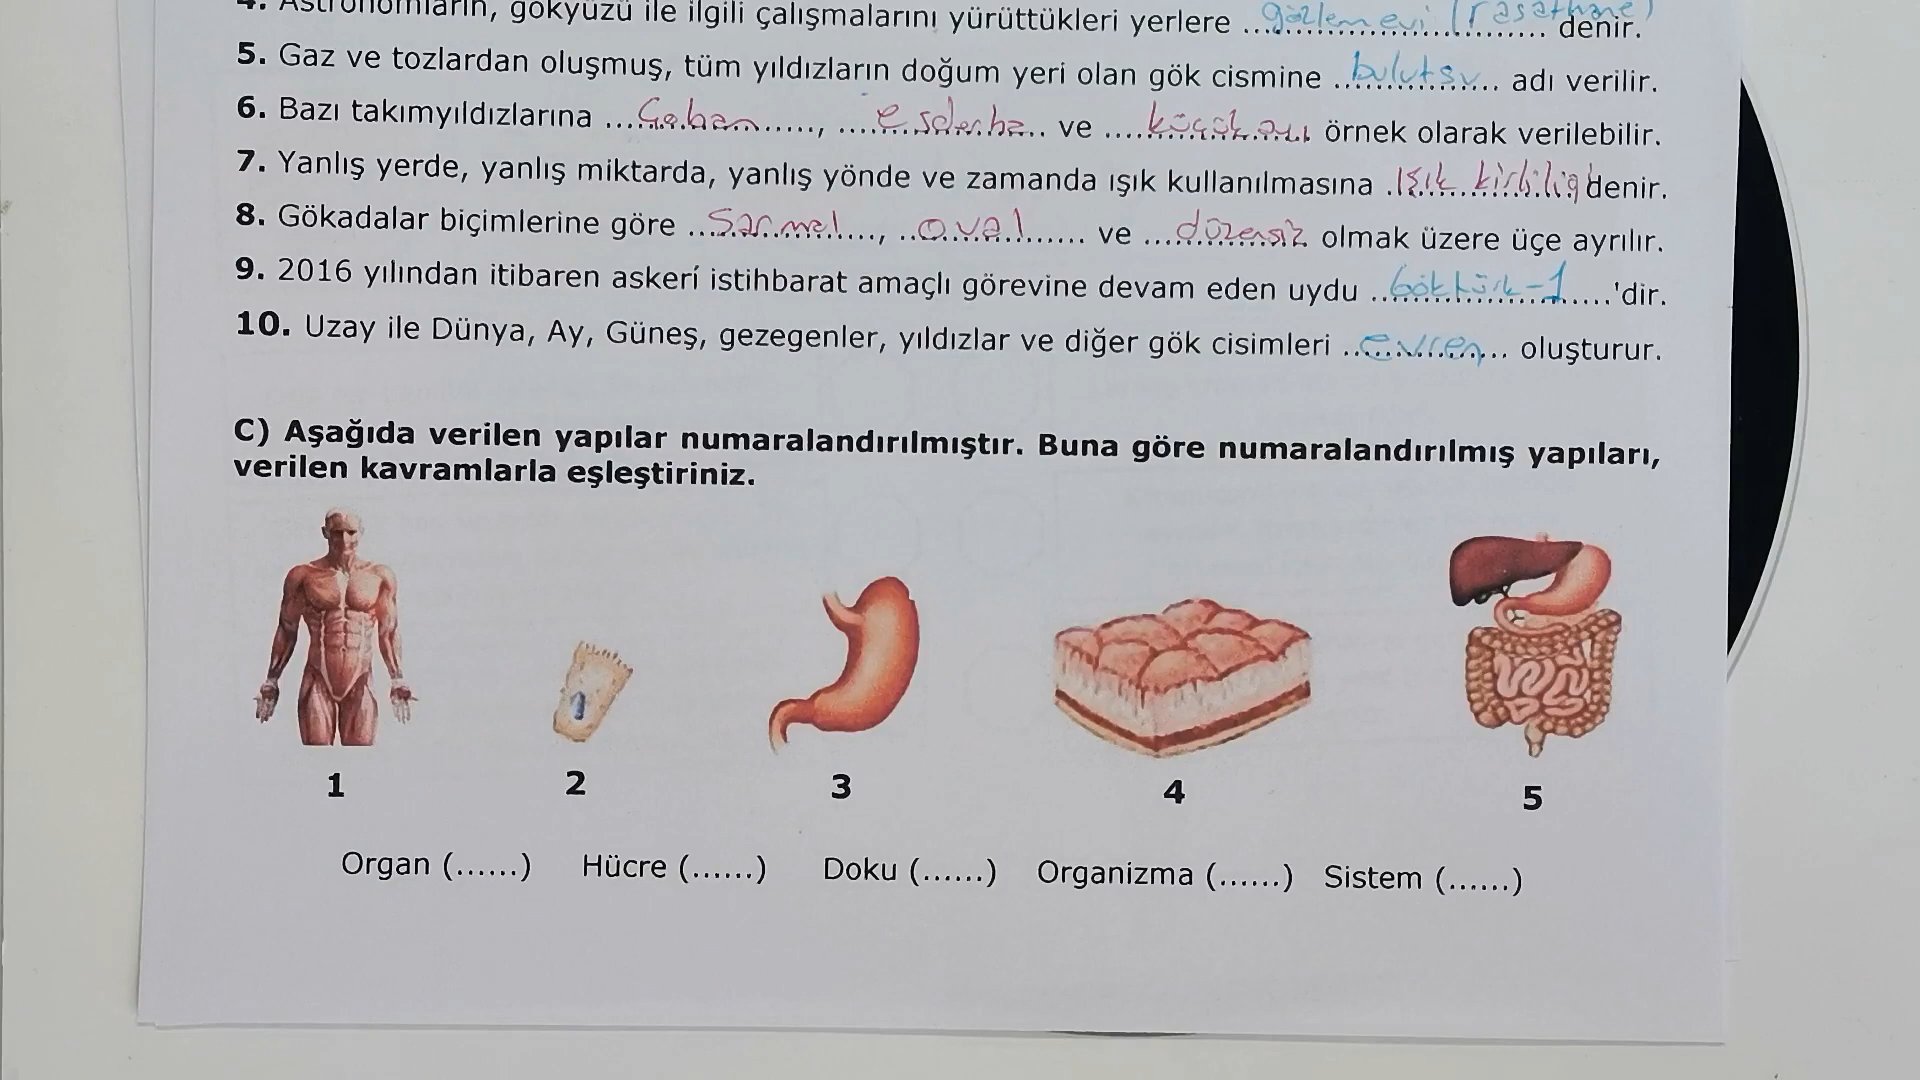 4. Astronomların, gökyüzü ile ilgili çalışmalarını yürüttükleri yerlere ...gözlem evi (rasathane)... denir.
5. Gaz ve tozlardan oluşmuş, tüm yıldızların doğum yeri olan gök cismine ..bulutsu... adı verilir.
6. Bazı takımyıldızlarına ...Çoban......, ......ejderha.. ve ....küçük ayı örnek olarak verilebilir.
7. Yanlış yerde, yanlış miktarda, yanlış yönde ve zamanda ışık kullanılmasına .Işık kirliliği denir.
8. Gökadalar biçimlerine göre ...Sarmal..., ..oval...... ve ....düzensiz olmak üzere üçe ayrılır.
9. 2016 yılından itibaren askerí istihbarat amaçlı görevine devam eden uydu ..Göktürk-1....'dir.
10. Uzay ile Dünya, Ay, Güneş, gezegenler, yıldızlar ve diğer gök cisimleri ..evren... oluşturur.
C) Aşağıda verilen yapılar numaralandırılmıştır. Buna göre numaralandırılmış yapıları,
verilen kavramlarla eşleştiriniz.
1 2 3 4 5
Organ (......) Hücre (......) Doku (......) Organizma (......) Sistem (......)